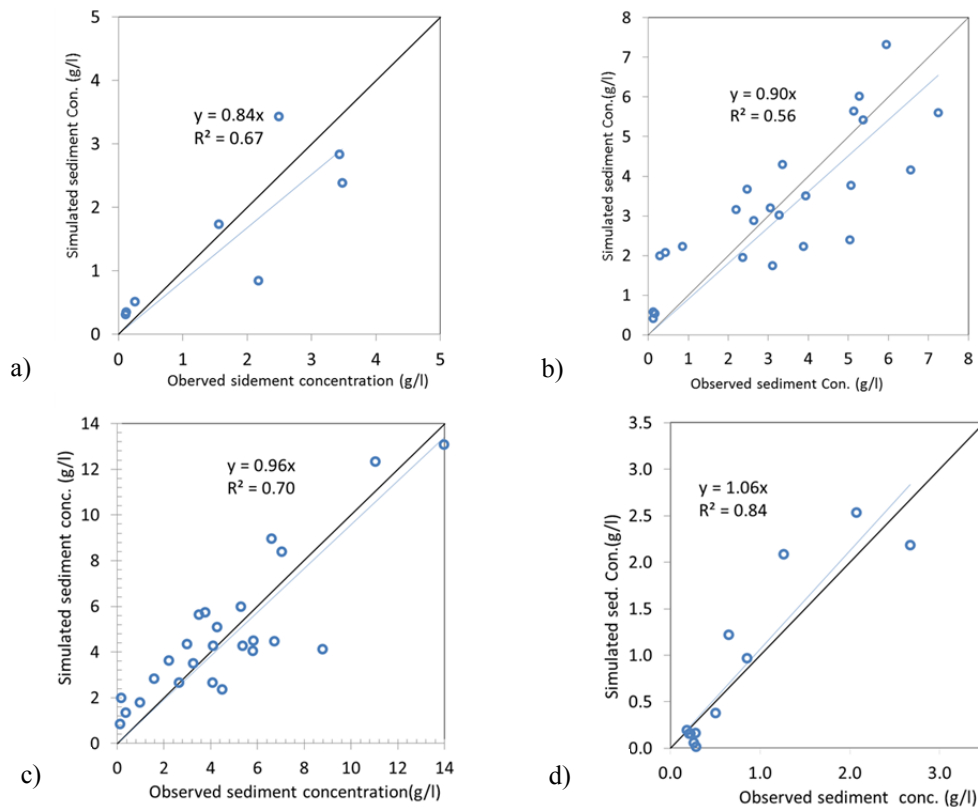 5
4
3
2
1
0
0 1 2 3 4 5
Simulated sediment Con. (g/l)
y = 0.84x
R² = 0.67
Oberved sidement concentration (g/l)
a)
8
7
6
5
4
3
2
1
0
0 1 2 3 4 5 6 7 8
Simulated sediment Con.(g/l)
y = 0.90x
R² = 0.56
Observed sediment Con. (g/l)
b)
14
12
10
8
6
4
2
0
0 2 4 6 8 10 12 14
Simulated sediment conc. (g/l)
y = 0.96x
R² = 0.70
Observed sediment concentration(g/l)
c)
3.5
3.0
2.5
2.0
1.5
1.0
0.5
0.0
0.0 1.0 2.0 3.0
Simulated sed. Con.(g/l)
y = 1.06x
R² = 0.84
Observed sediment conc. (g/l)
d)